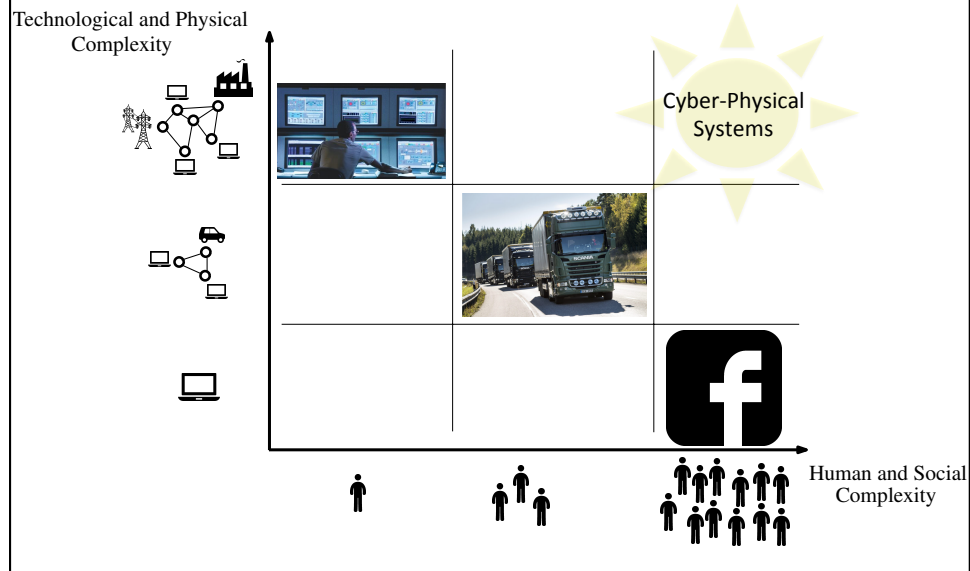 Technological and Physical
Complexity
Cyber-Physical
Systems
SCANIA
f
Human and Social
Complexity